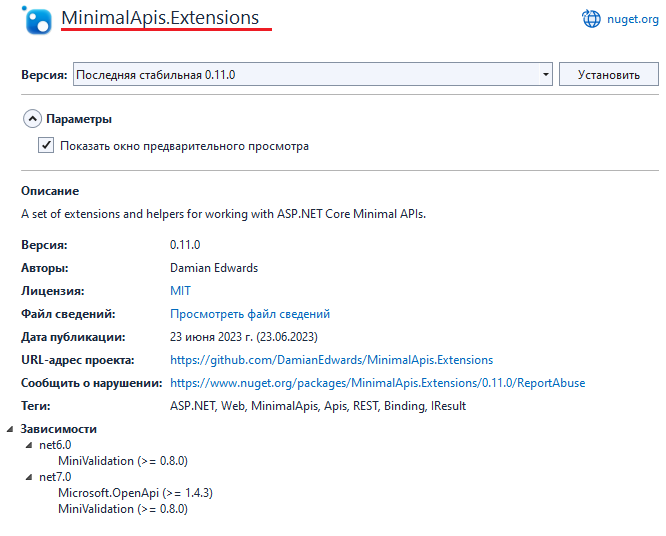 MinimalApis.Extensions
nuget.org
Версия: Последняя стабильная 0.11.0 Установить
Параметры
Показать окно предварительного просмотра
Описание
A set of extensions and helpers for working with ASP.NET Core Minimal APIs.
Версия: 0.11.0
Авторы: Damian Edwards
Лицензия: MIT
Файл сведений: Просмотреть файл сведений
Дата публикации: 23 июня 2023 г. (23.06.2023)
URL-адрес проекта: https://github.com/DamianEdwards/MinimalApis.Extensions
Сообщить о нарушении: https://www.nuget.org/packages/MinimalApis.Extensions/0.11.0/ReportAbuse
Теги: ASP.NET, Web, MinimalApis, Apis, REST, Binding, IResult
Зависимости
net6.0
MiniValidation (>= 0.8.0)
net7.0
Microsoft.OpenApi (>= 1.4.3)
MiniValidation (>= 0.8.0)